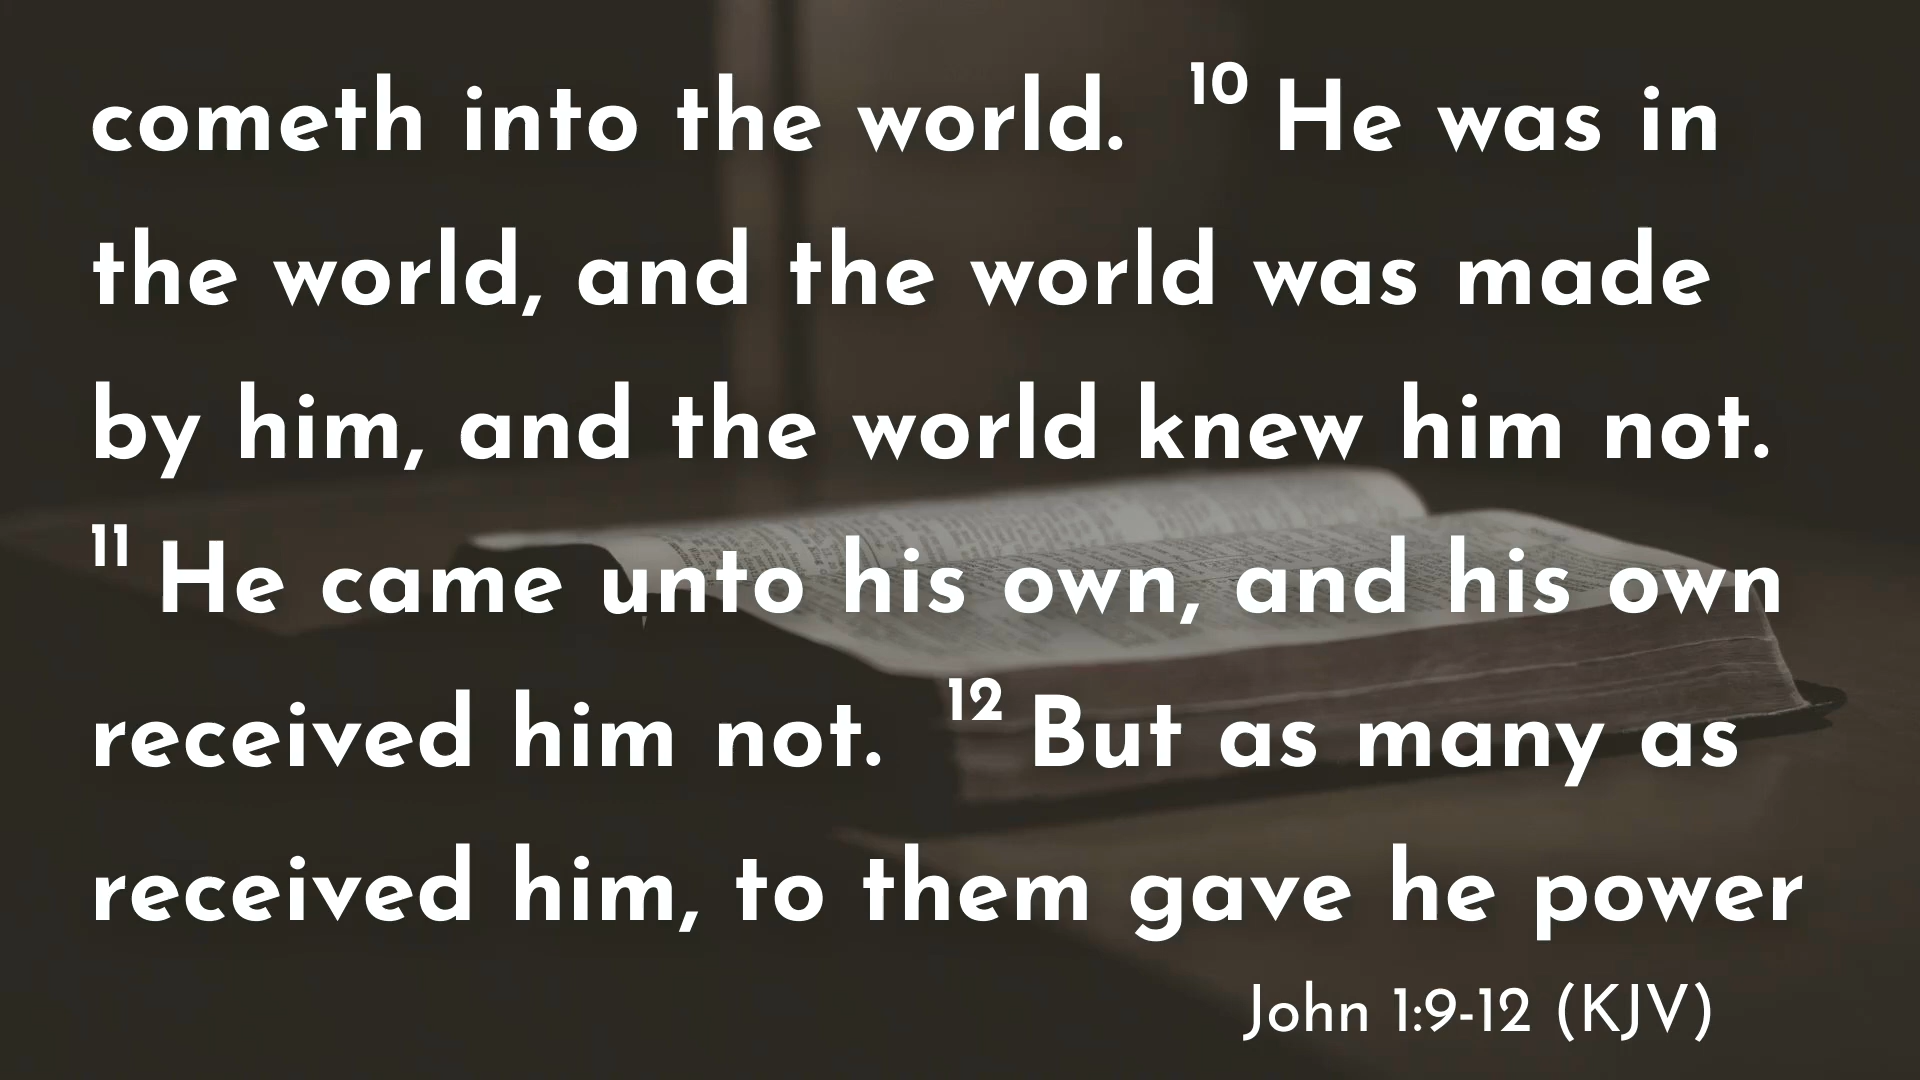 cometh into the world. 10 He was in
the world, and the world was made
by him, and the world knew him not.
11 He came unto his own, and his own
received him not. 12 But as many as
received him, to them gave he power
John 1:9-12 (KJV)